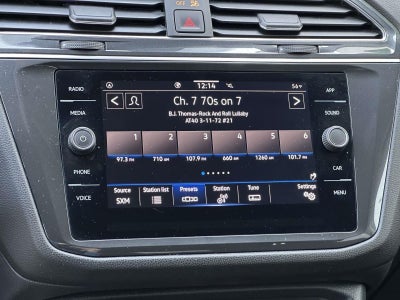 OFF
RADIO
MEDIA
PHONE
VOICE
12:14
56°F
Ch. 7 70s on 7
B.J. Thomas-Rock And Roll Lullaby
AT40 3-11-72 #21
1 2 3 4 5 6
97.3 FM 710 AM 107.9 FM 660 AM 1260 AM 101.7 FM
Source Station list Presets Station Tune Settings
SXM
APP
SOUND
CAR
MENU